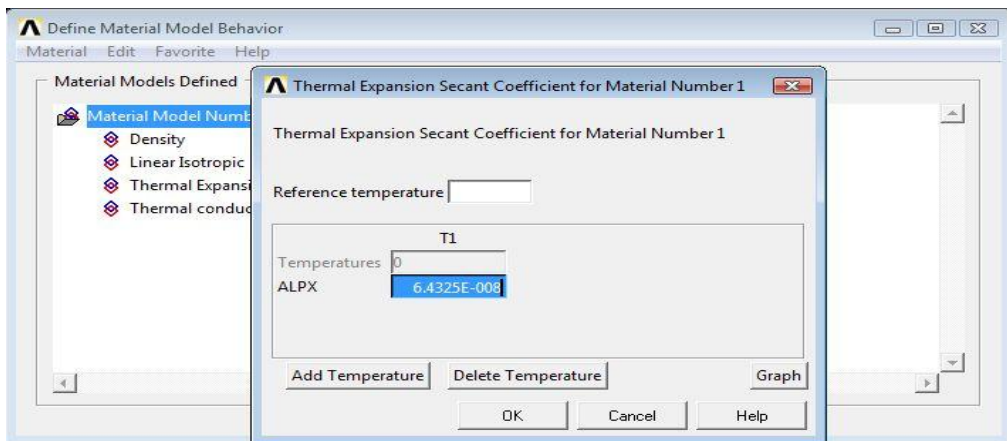 Define Material Model Behavior
Material Edit Favorite Help
Material Models Defined
Material Model Numb
Density
Linear Isotropic
Thermal Expansi
Thermal conduc
Thermal Expansion Secant Coefficient for Material Number 1
Thermal Expansion Secant Coefficient for Material Number 1
Reference temperature
T1
Temperatures 0
ALPX 6.4325E-008
Add Temperature Delete Temperature Graph
OK Cancel Help